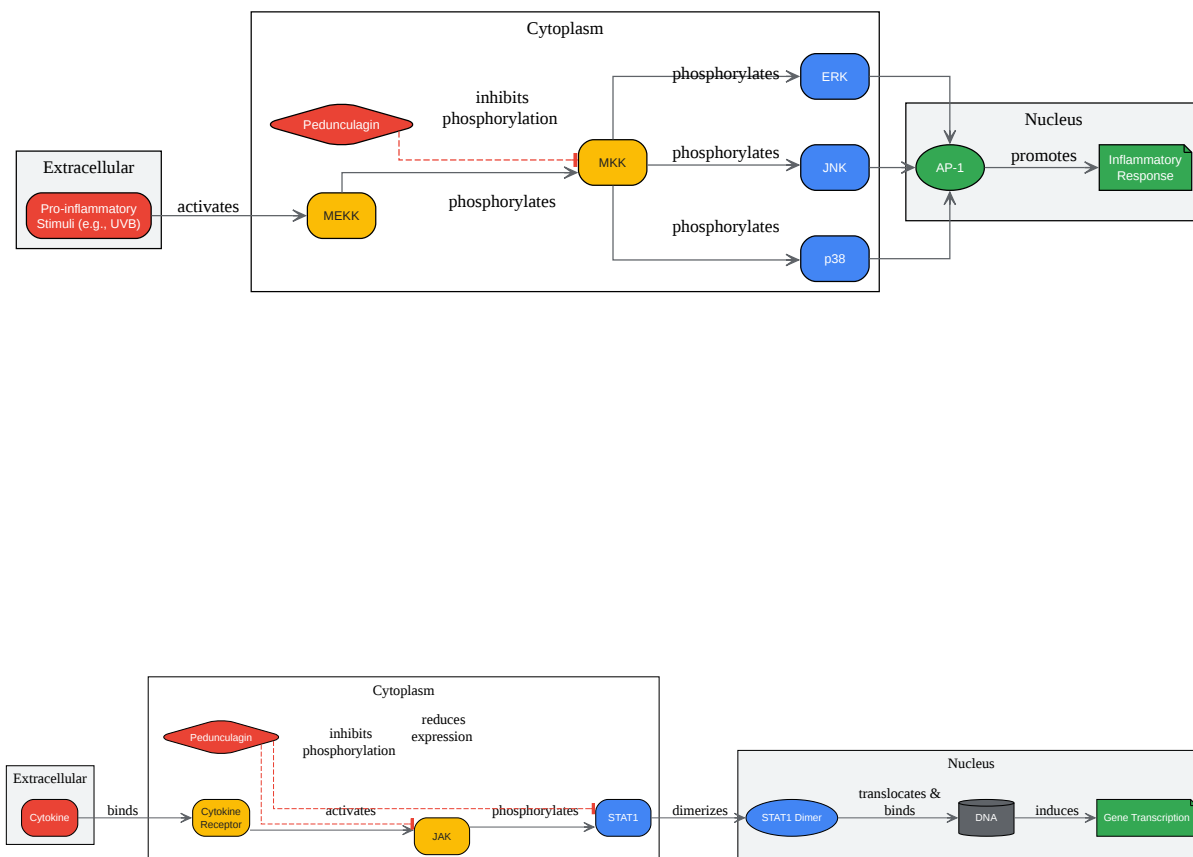 Cytoplasm
phosphorylates
ERK
inhibits
phosphorylation
Pedunculagin
Nucleus
MKK
phosphorylates
JNK
AP-1
promotes
Inflammatory
Response
Extracellular
Pro-inflammatory
Stimuli (e.g., UVB)
activates
MEKK
phosphorylates
phosphorylates
p38
Cytoplasm
reduces
expression
inhibits
phosphorylation
Pedunculagin
Nucleus
Extracellular
Cytokine
binds
Cytokine
Receptor
activates
JAK
phosphorylates
STAT1
dimerizes
STAT1 Dimer
translocates &
binds
DNA
induces
Gene Transcription